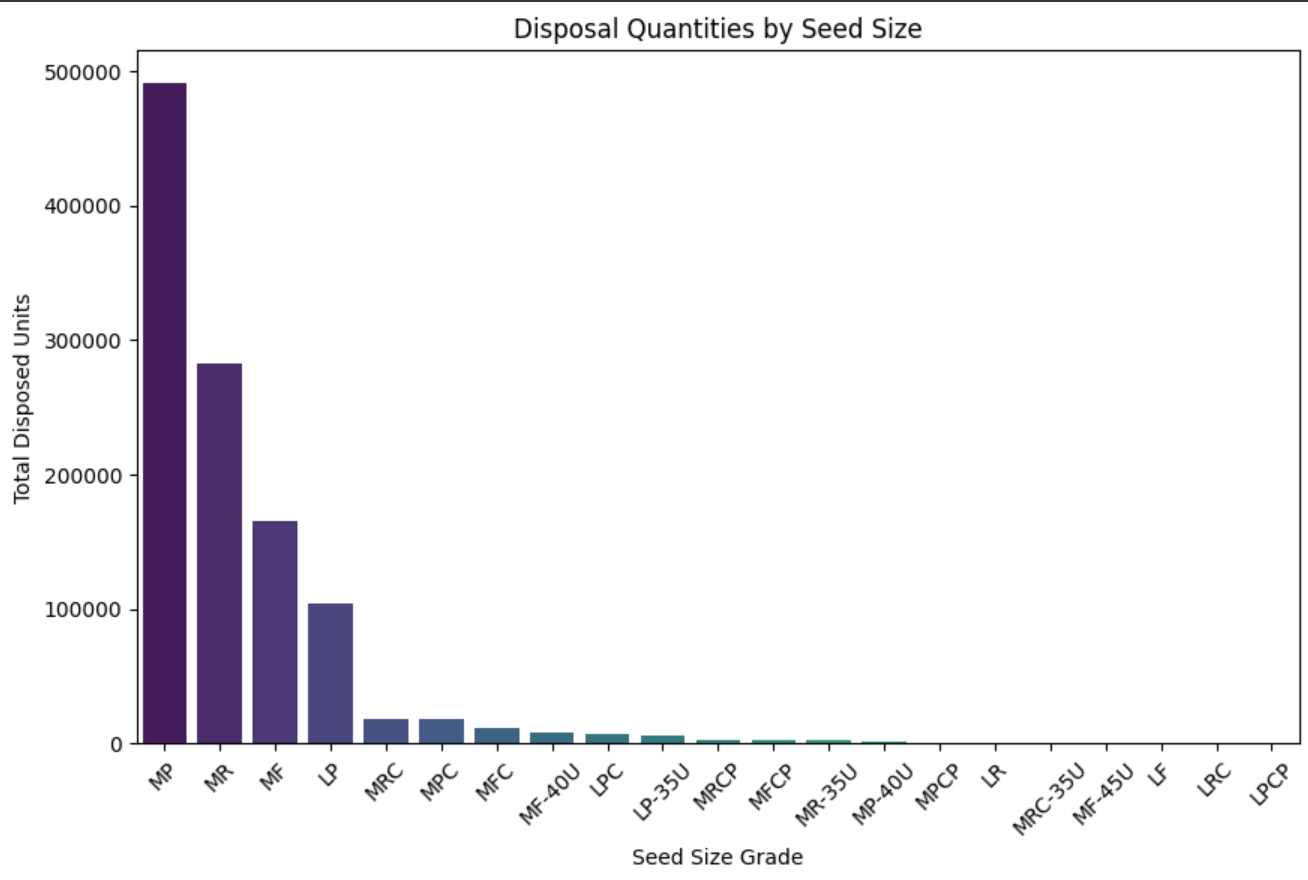 Disposal Quantities by Seed Size
Total Disposed Units
500000
400000
300000
200000
100000
0
MP
MR
MF
LP
MRC
MPC
MFC
MF-40U
LPC
LP-35U
MRCP
MFCP
MR-35U
MP-40U
MPCP
LR
MRC-35U
MF-45U
LF
LRC
LPCP
Seed Size Grade